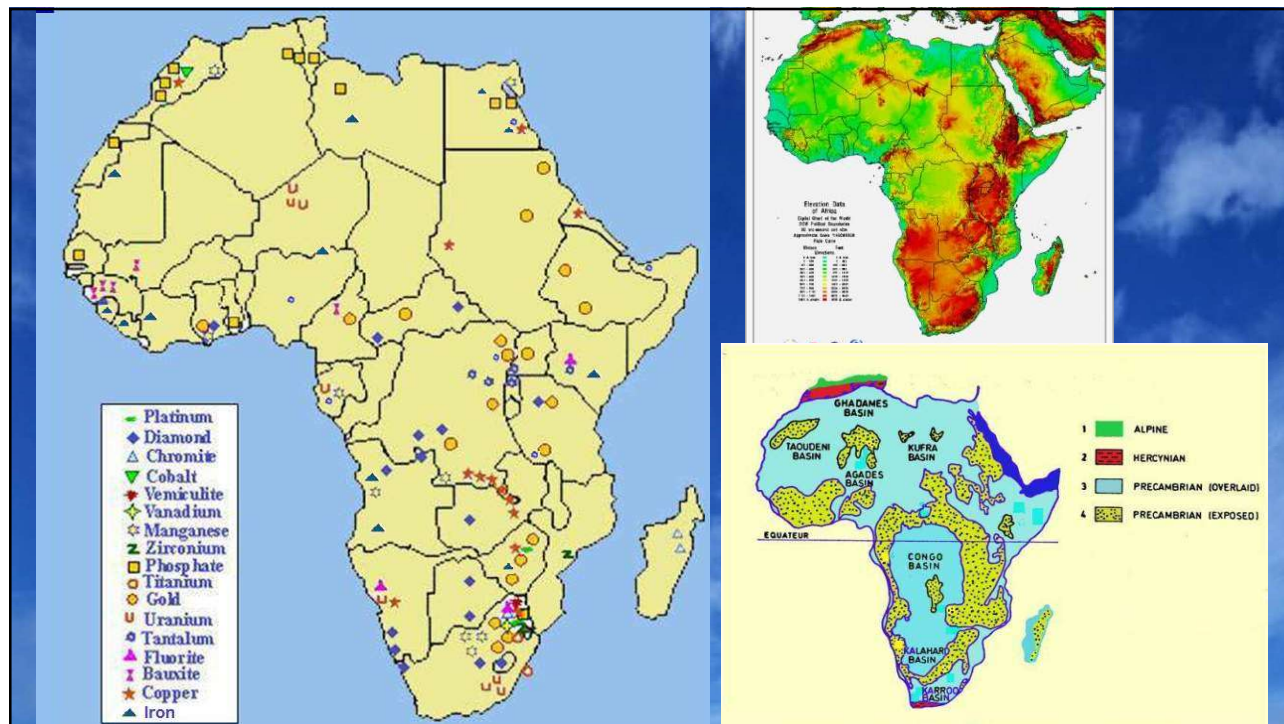 Platinum
Diamond
Chromite
Cobalt
Vemiculite
Vanadium
Manganese
Zirconium
Phosphate
Titanium
Gold
Uranium
Tantalum
Fluorite
Bauxite
Copper
Iron
Elevation Data
of Africa
GHADAMES
BASIN
TAOUDENI
BASIN
KUFRA
BASIN
AGADES
BASIN
EQUATEUR
CONGO
BASIN
KALAHARD
BASIN
KARROO
BASIN
1 ALPINE
2 HERCYNIAN
3 PRECAMBRIAN (OVERLAID)
4 PRECAMBRIAN (EXPOSED)